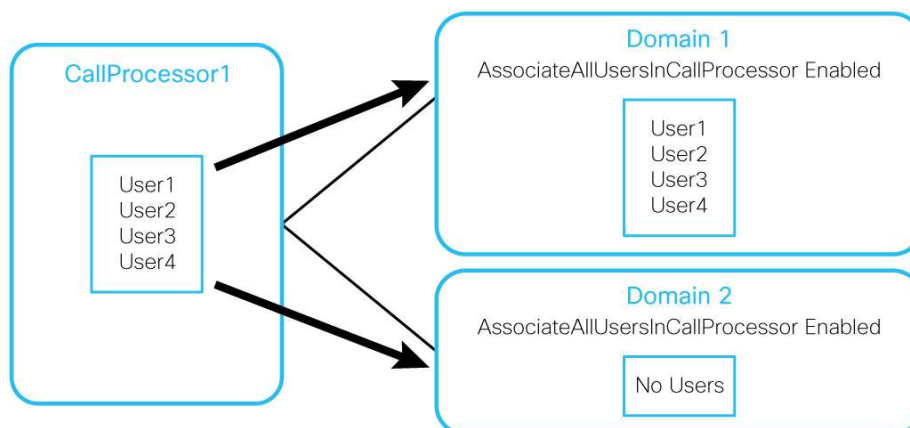 CallProcessor1
User1
User2
User3
User4
Domain 1
AssociateAllUsersInCallProcessor Enabled
User1
User2
User3
User4
Domain 2
AssociateAllUsersInCallProcessor Enabled
No Users